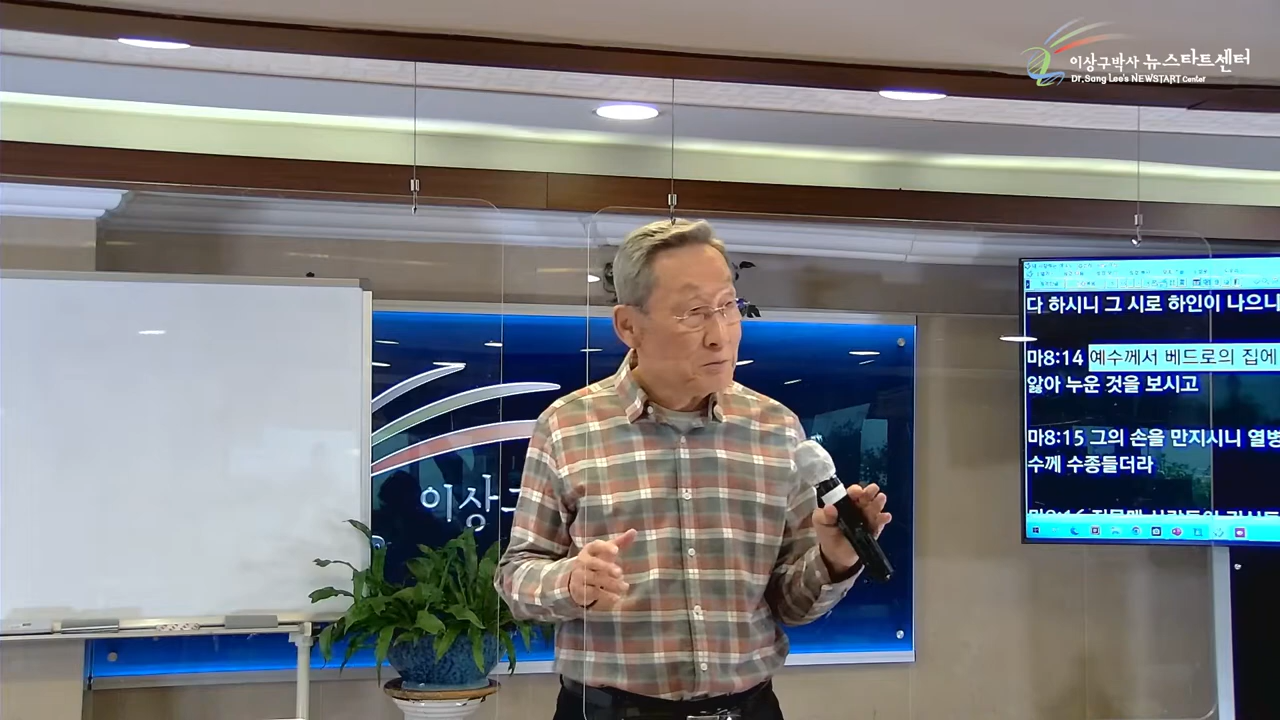 이상구박사 뉴스타트센터
Dr. Sang Lee's NEWSTART Center
다 하시니 그 시로 하인이 나으니
마8:14 예수께서 베드로의 집에
앓아 누운 것을 보시고
마8:15 그의 손을 만지시니 열병
수께 수종들더라
이상